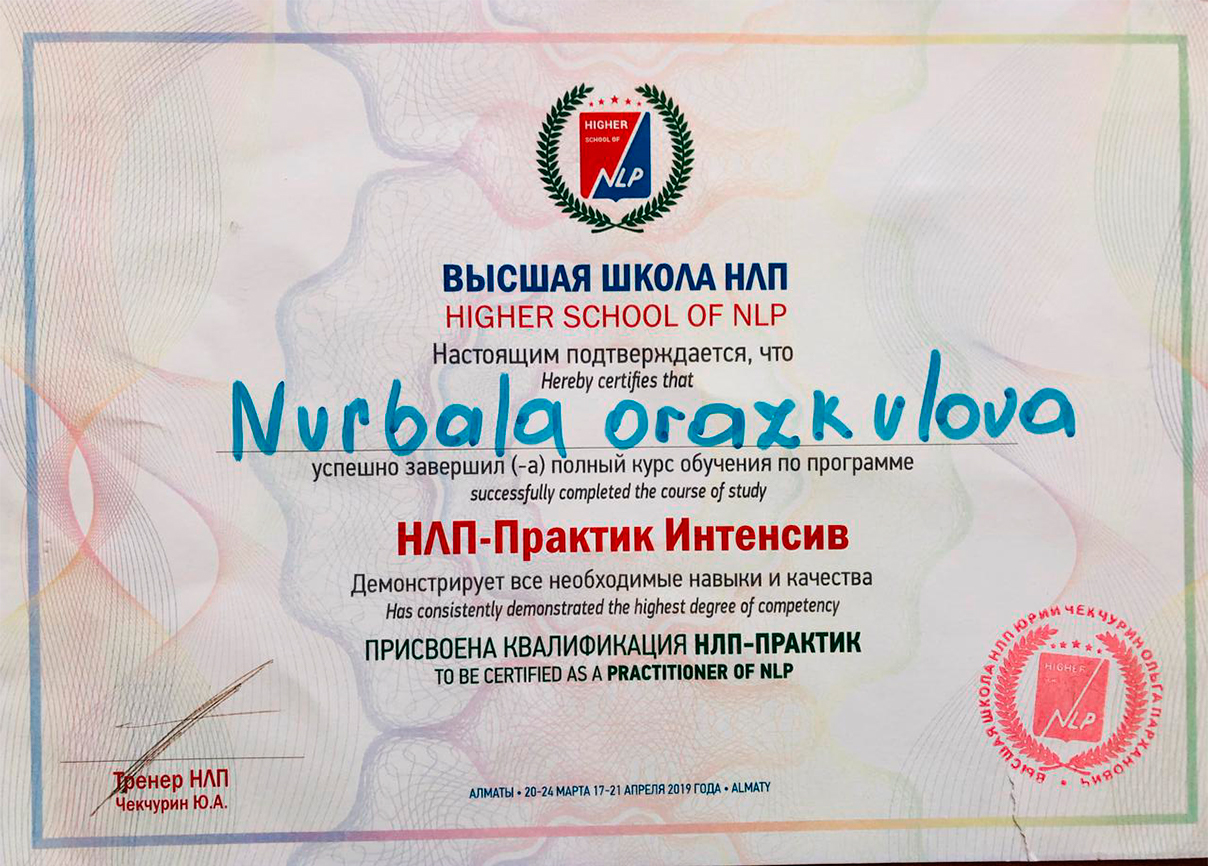 HIGHER
SCHOOL OF
NLP
ВЫСШАЯ ШКОЛА НЛП
HIGHER SCHOOL OF NLP
Настоящим подтверждается, что
Hereby certifies that
Nurbala orazkulova
успешно завершил (-а) полный курс обучения по программе
successfully completed the course of study
НЛП-Практик Интенсив
Демонстрирует все необходимые навыки и качества
Has consistently demonstrated the highest degree of competency
ПРИСВОЕНА КВАЛИФИКАЦИЯ НЛП-ПРАКТИК
TO BE CERTIFIED AS A PRACTITIONER OF NLP
ВЫСШАЯ ШКОЛА НЛП ЮРИЙ ЧЕКЧУРИН ОЛЬГА ПАРХАНОВИЧ
HIGHER
NLP
Тренер НЛП
Чекчурин Ю.А.
АЛМАТЫ • 20-24 МАРТА 17-21 АПРЕЛЯ 2019 ГОДА • ALMATY